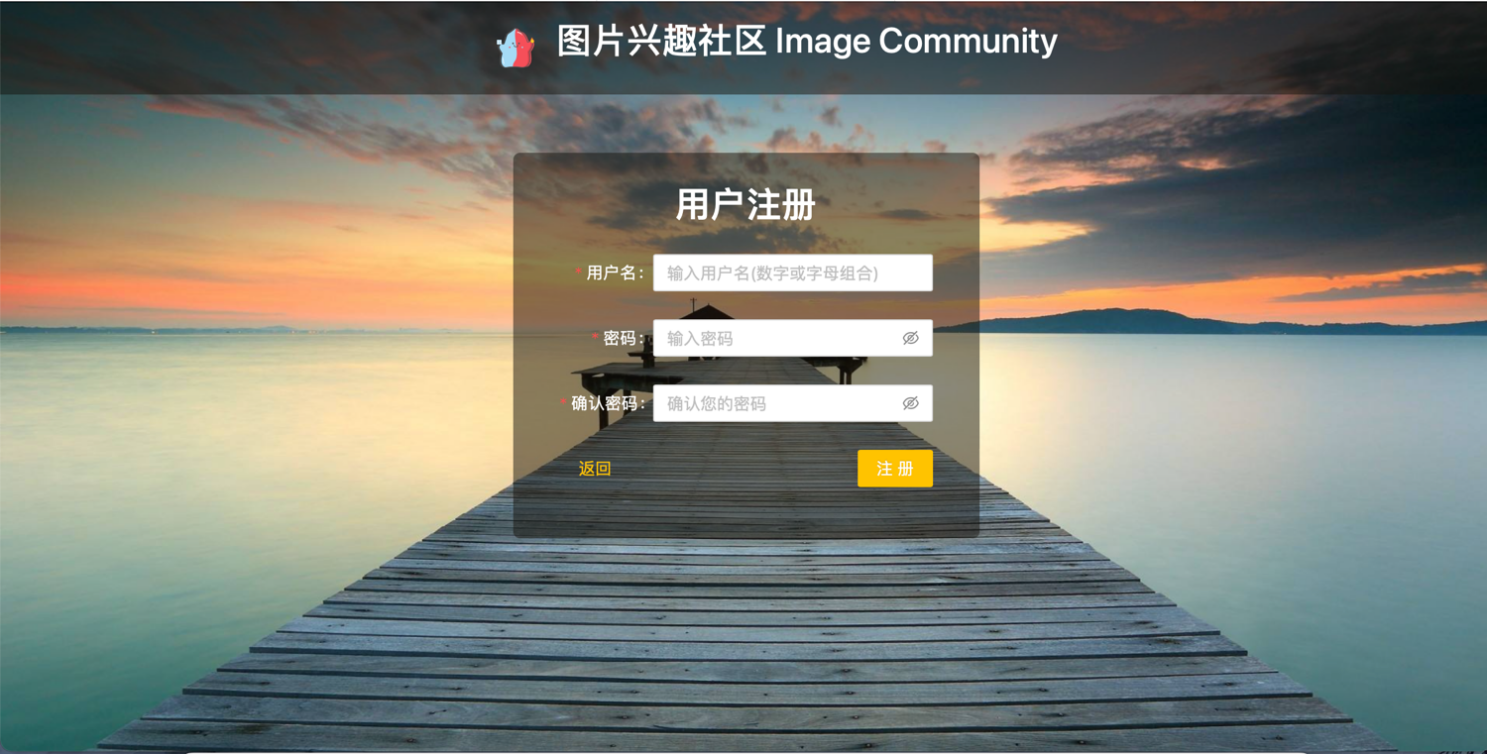 图片兴趣社区 Image Community
用户注册
* 用户名: 输入用户名(数字或字母组合)
* 密码: 输入密码
* 确认密码: 确认您的密码
返回 注 册